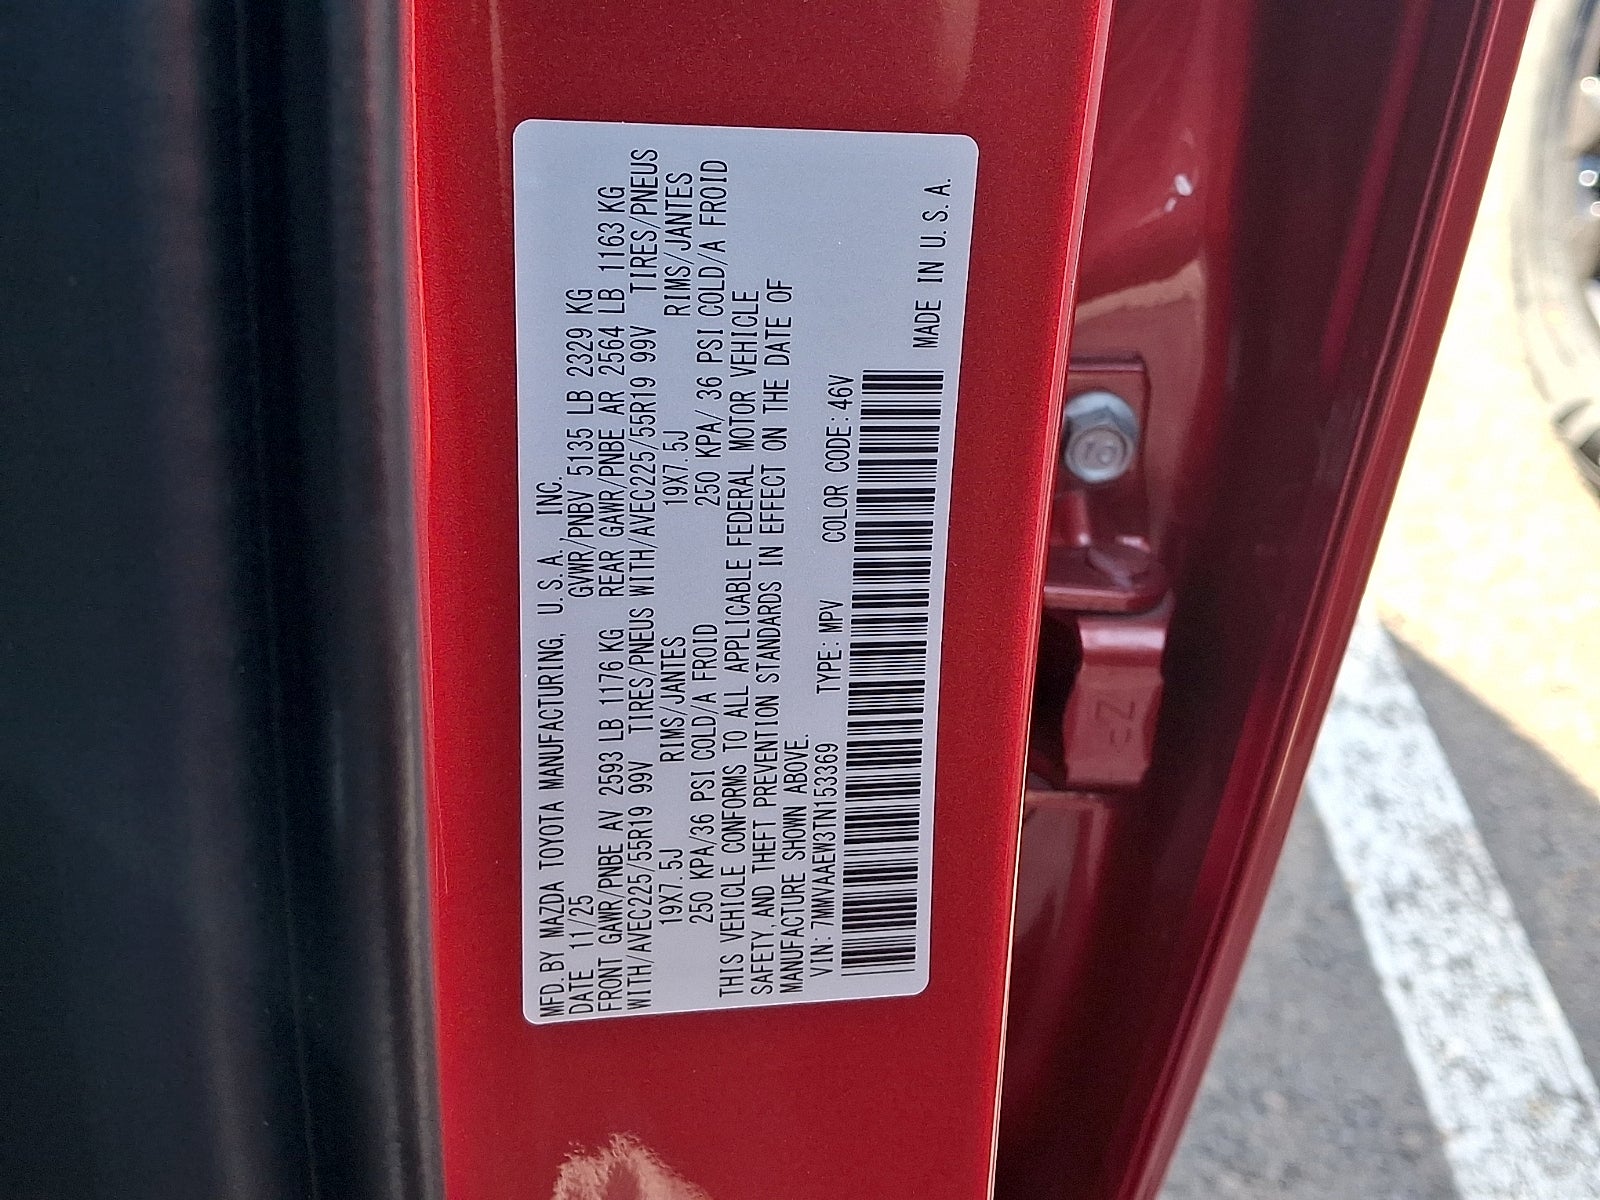 MFD. BY MAZDA TOYOTA MANUFACTURING, U. S. A., INC.
DATE 11/25 GVWR/PNBV 5135 LB 2329 KG
FRONT GAWR/PNBE AV 2593 LB 1176 KG REAR GAWR/PNBE AR 2564 LB 1163 KG
WITH/AVEC225/55R19 99V TIRES/PNEUS WITH/AVEC225/55R19 99V TIRES/PNEUS
19X7.5J RIMS/JANTES 19X7.5J RIMS/JANTES
250 KPA/36 PSI COLD/A FROID 250 KPA/ 36 PSI COLD/A FROID
THIS VEHICLE CONFORMS TO ALL APPLICABLE FEDERAL MOTOR VEHICLE
SAFETY, AND THEFT PREVENTION STANDARDS IN EFFECT ON THE DATE OF
MANUFACTURE SHOWN ABOVE.
VIN: 7MMVAAEW3TN153369 TYPE: MPV COLOR CODE: 46V
MADE IN U. S. A.